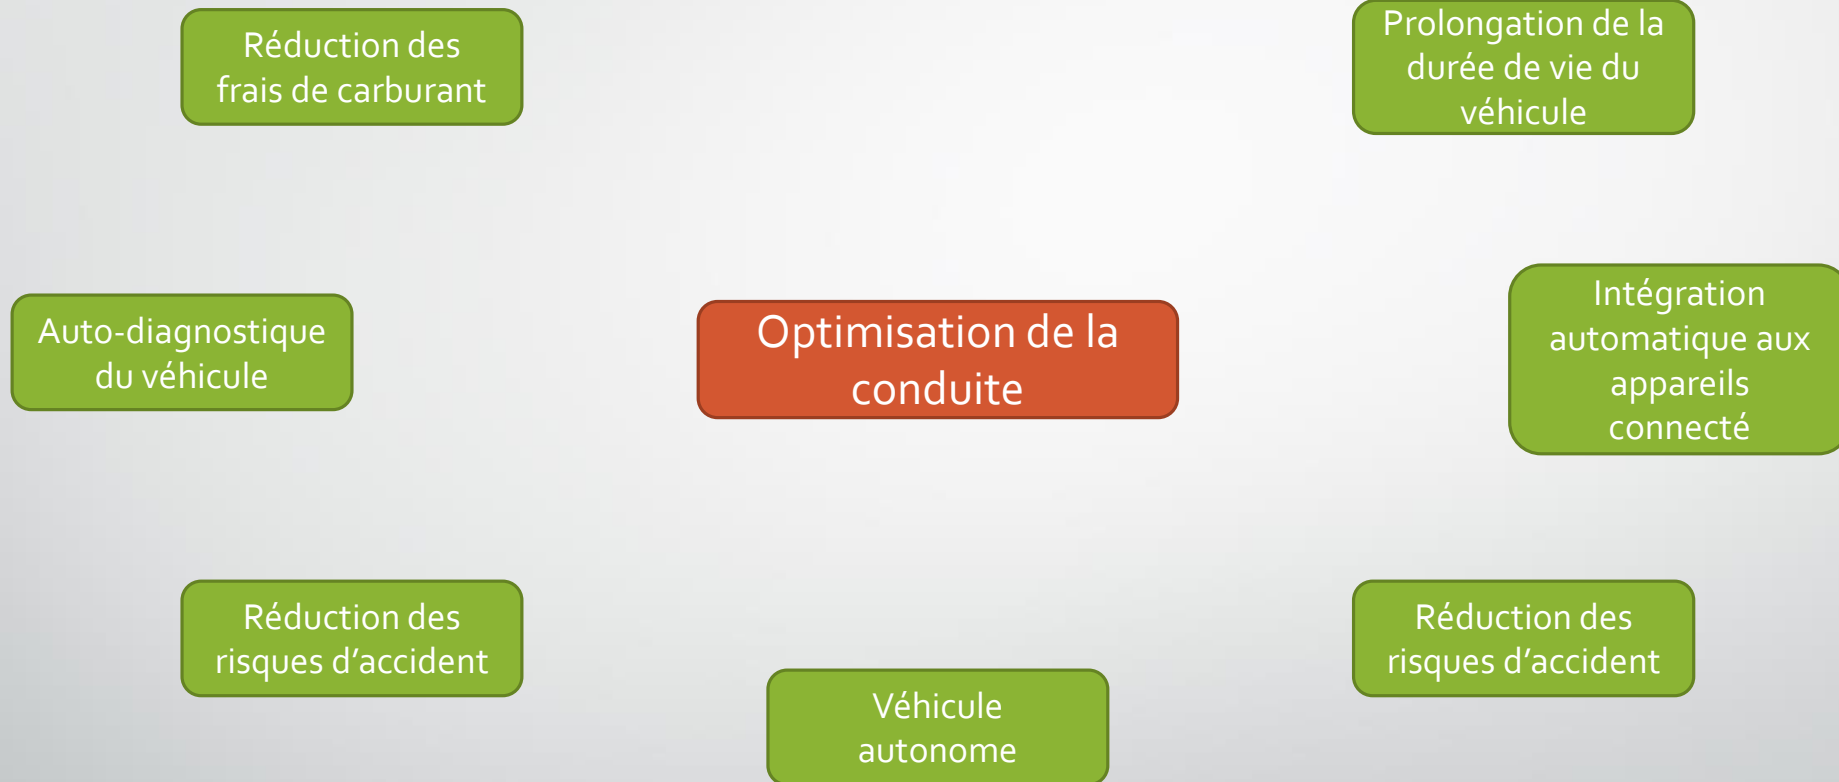 Réduction des
frais de carburant
Prolongation de la
durée de vie du
véhicule
Auto-diagnostique
du véhicule
Optimisation de la
conduite
Intégration
automatique aux
appareils
connecté
Réduction des
risques d’accident
Véhicule
autonome
Réduction des
risques d’accident